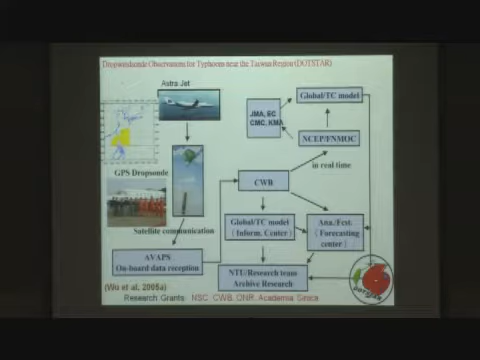 Dropwindsonde Observations for Typhoons near the Taiwan Region (DOTSTAR)
Astra Jet
Global/TC model
JMA, EC
CMC, KMA
NCEP/FNMOC
in real time
GPS Dropsonde
CWB
Satellite communication
Global/TC model
(Inform. Center)
Ana./Fcst.
(Forecasting
center)
AVAPS
On-board data reception
NTU/Research team
Archive Research
DOTSTAR
(Wu et al. 2005a)
Research Grants: NSC, CWB, ONR, Academia Sinica